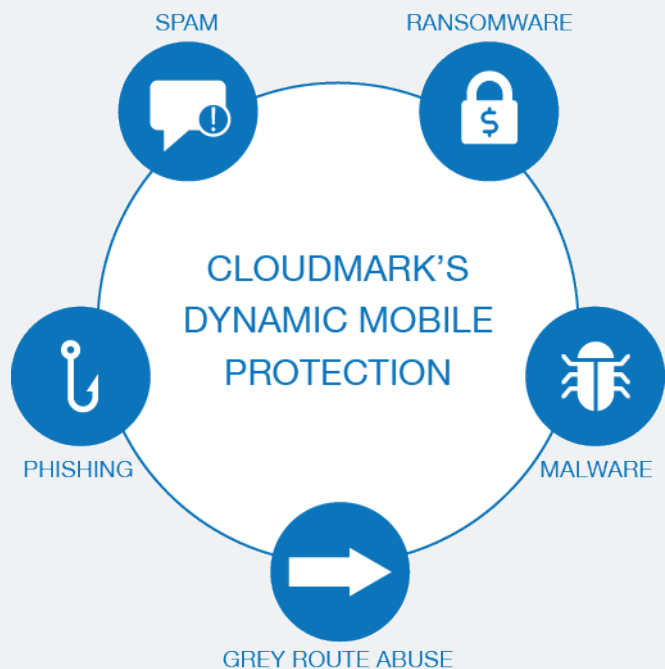 SPAM
RANSOMWARE
!
$
CLOUDMARK’S
DYNAMIC MOBILE
PROTECTION
PHISHING
MALWARE
GREY ROUTE ABUSE